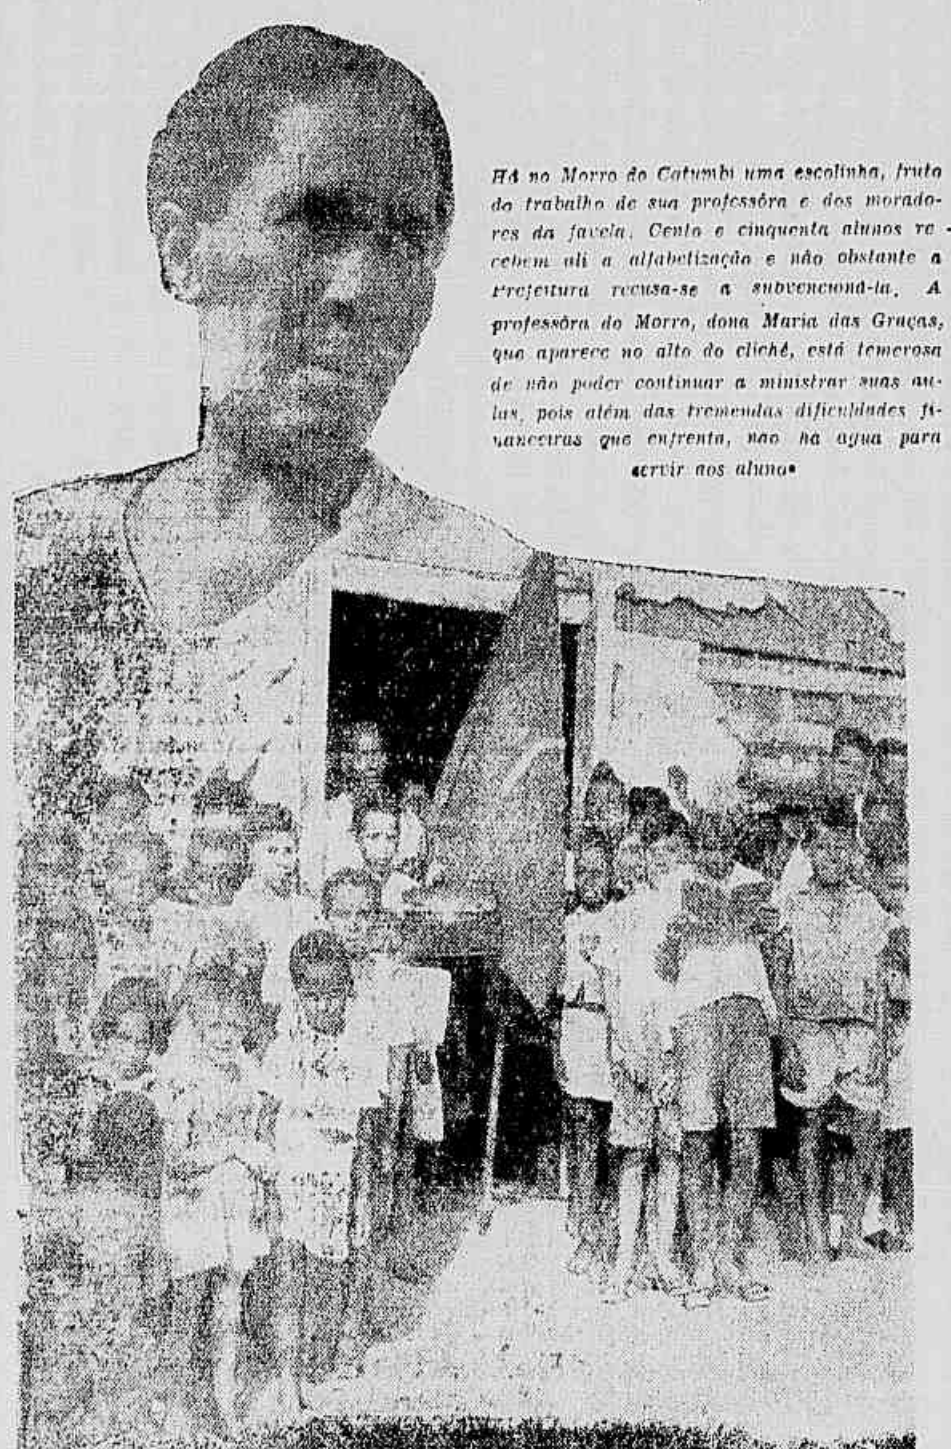 Há no Morro do Catumbi uma escolinha, fruto
do trabalho de sua professôra e dos morado-
res da favela. Cento e cinquenta alunos re-
cebem ali a alfabetização e não obstante a
Prefeitura recusa-se a subvencioná-la. A
professôra do Morro, dona Maria das Graças,
que aparece no alto do clichê, está temerosa
de não poder continuar a ministrar suas au-
las, pois além das tremendas dificuldades fi-
nanceiras que enfrenta, não há água para
servir aos alunos